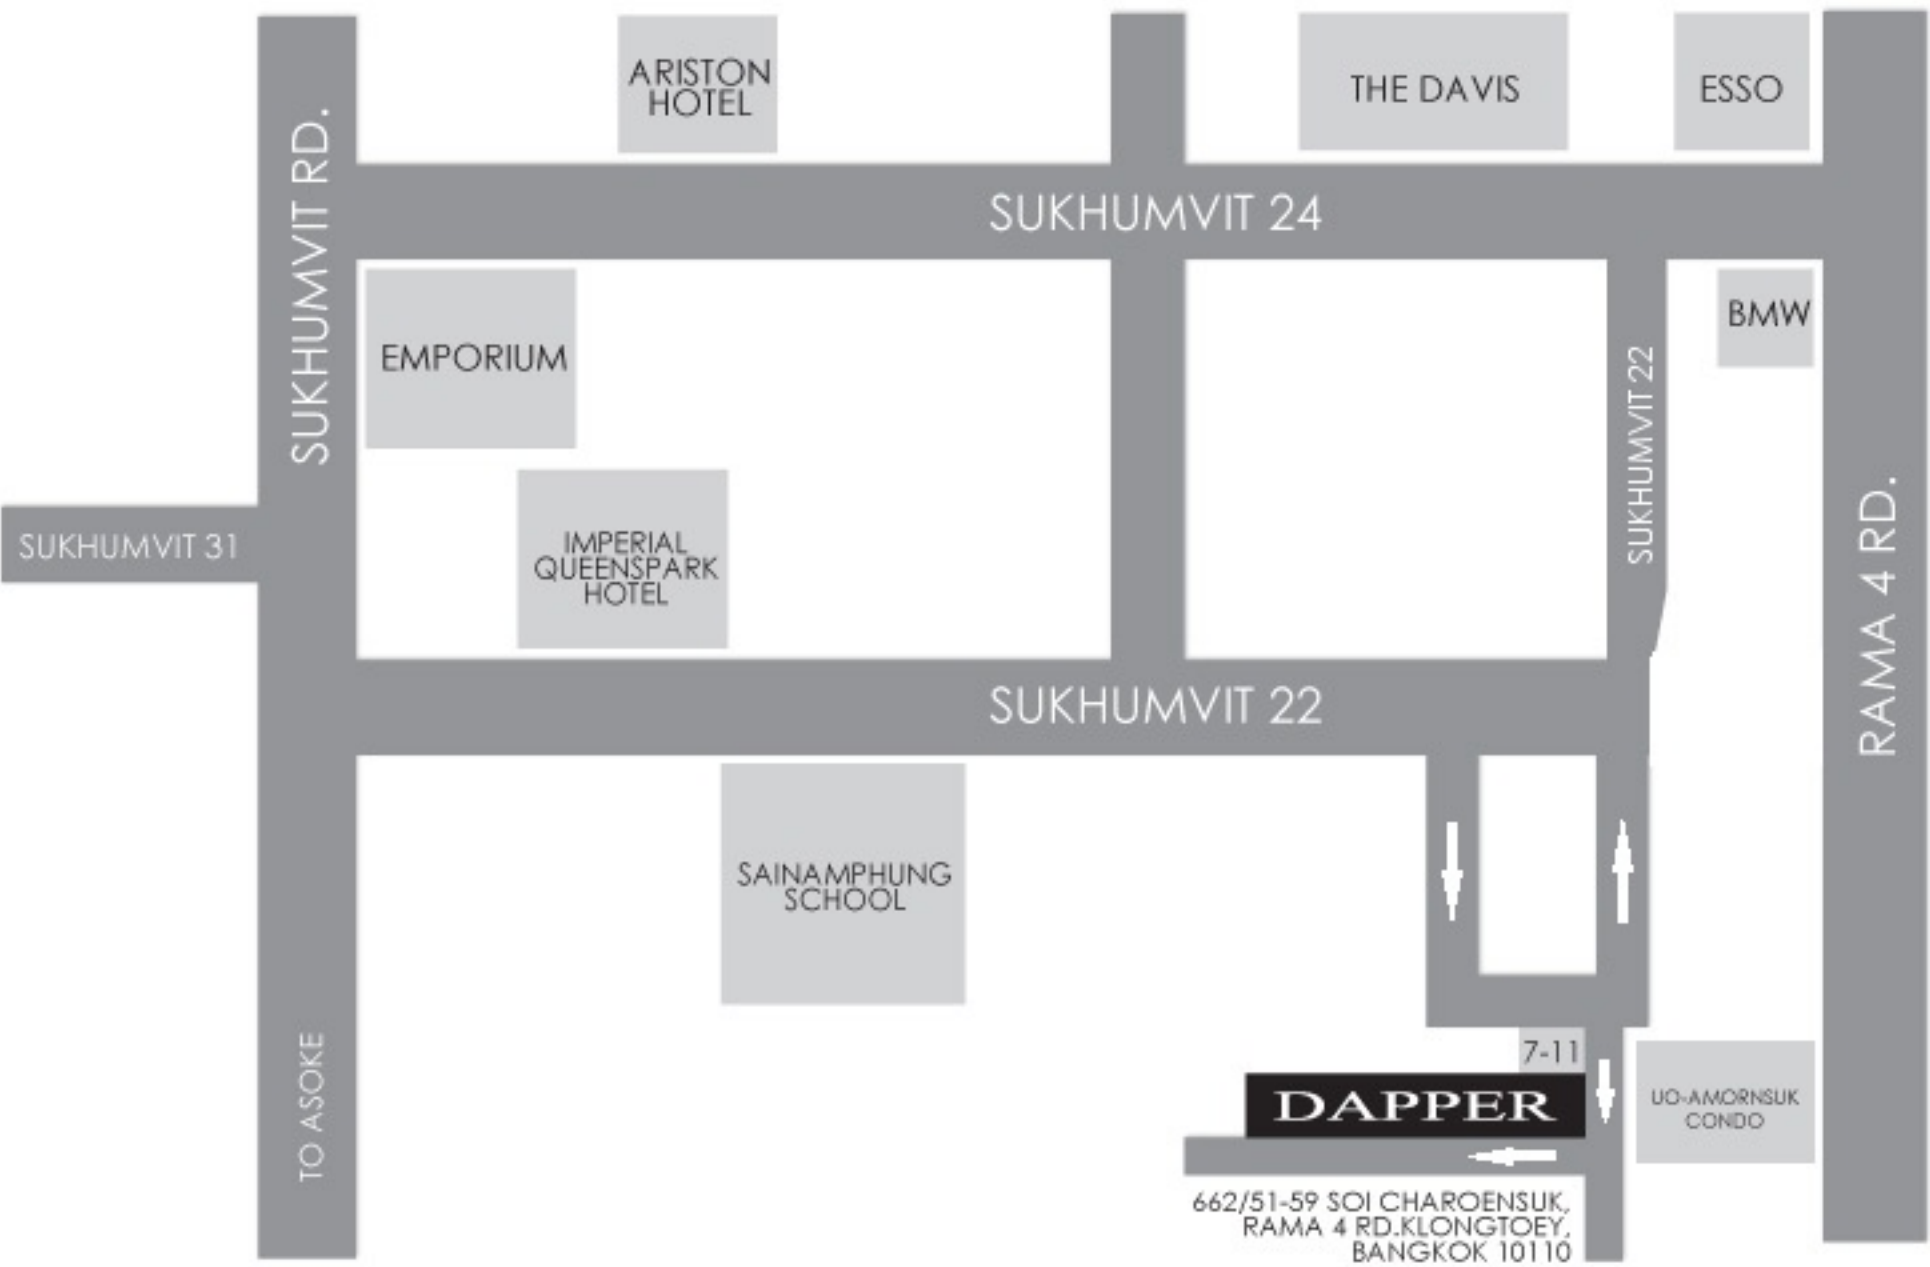 ARISTON
HOTEL
THE DAVIS
ESSO
SUKHUMVIT RD.
SUKHUMVIT 24
EMPORIUM
BMW
SUKHUMVIT 22
SUKHUMVIT 31
IMPERIAL
QUEENSPARK
HOTEL
RAMA 4 RD.
SUKHUMVIT 22
SAINAMPHUNG
SCHOOL
TO ASOKE
7-11
DAPPER
UO-AMORNSUK
CONDO
662/51-59 SOI CHAROENSUK,
RAMA 4 RD.KLONGTOEY,
BANGKOK 10110